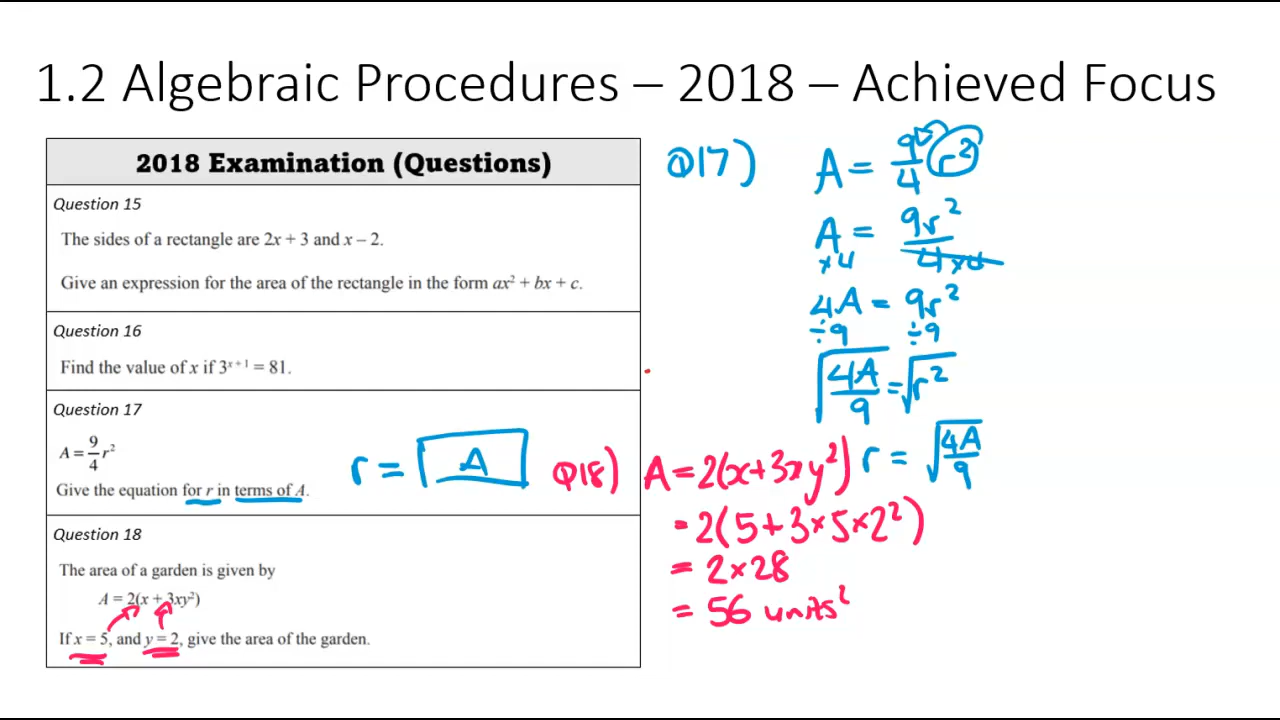 1.2 Algebraic Procedures – 2018 – Achieved Focus
2018 Examination (Questions)
Question 15
The sides of a rectangle are 2x + 3 and x – 2.
Give an expression for the area of the rectangle in the form ax² + bx + c.
Question 16
Find the value of x if 3ˣ⁺¹ = 81.
Question 17
A = 9/4 r²
Give the equation for r in terms of A.
r = A
Question 18
The area of a garden is given by
A = 2(x + 3xy²)
If x = 5, and y = 2, give the area of the garden.
Q17)
A = 9/4 r²
A = 9r²/4×4
×4
4A = 9r²
÷9 ÷9
√4A/9 = √r²
r = √4A/9
Q18) A = 2(x+3xy²)
= 2(5+3×5×2²)
= 2×28
= 56 units²